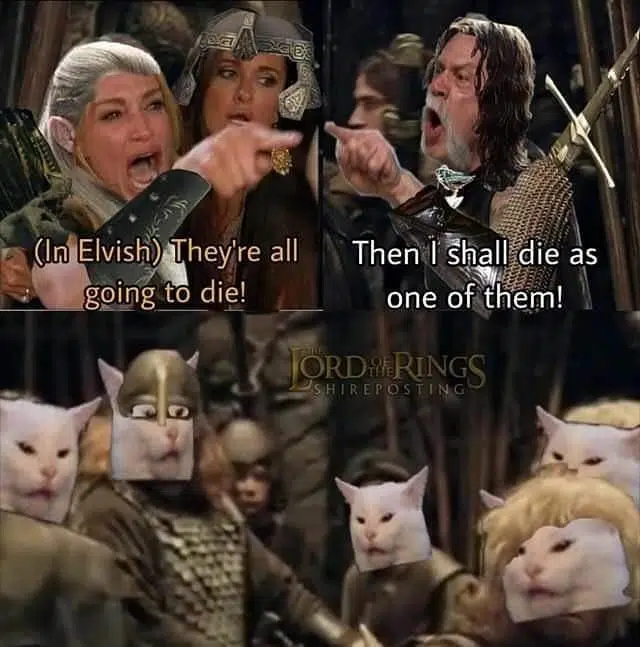 (In Elvish) They're all
going to die!
Then I shall die as
one of them!
THE LORD OF THE RINGS
SHIREPOSTING